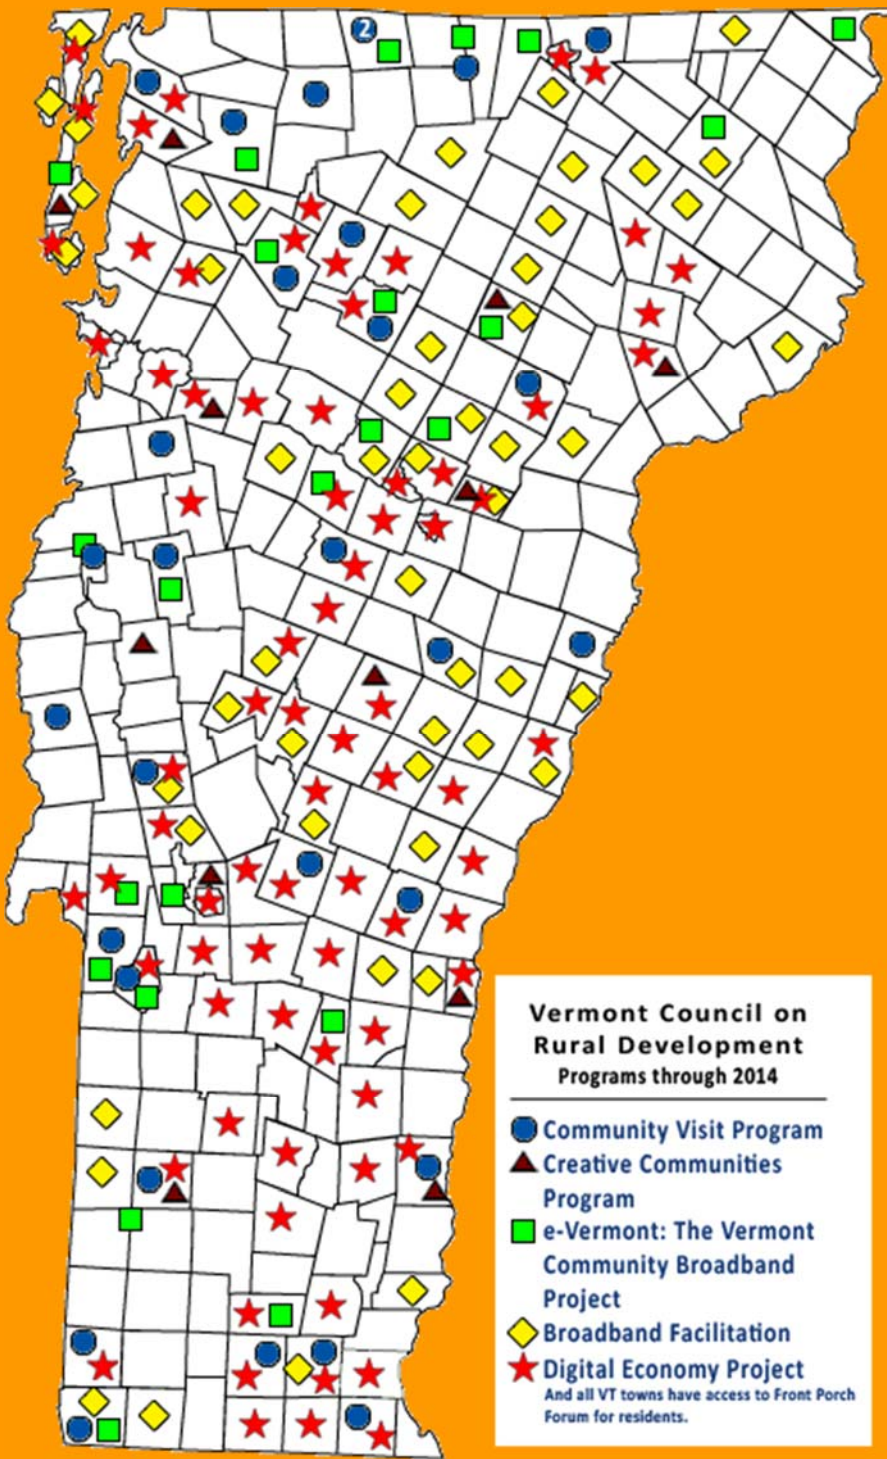 2
Vermont Council on
Rural Development
Programs through 2014
Community Visit Program
Creative Communities
Program
e-Vermont: The Vermont
Community Broadband
Project
Broadband Facilitation
Digital Economy Project
And all VT towns have access to Front Porch
Forum for residents.